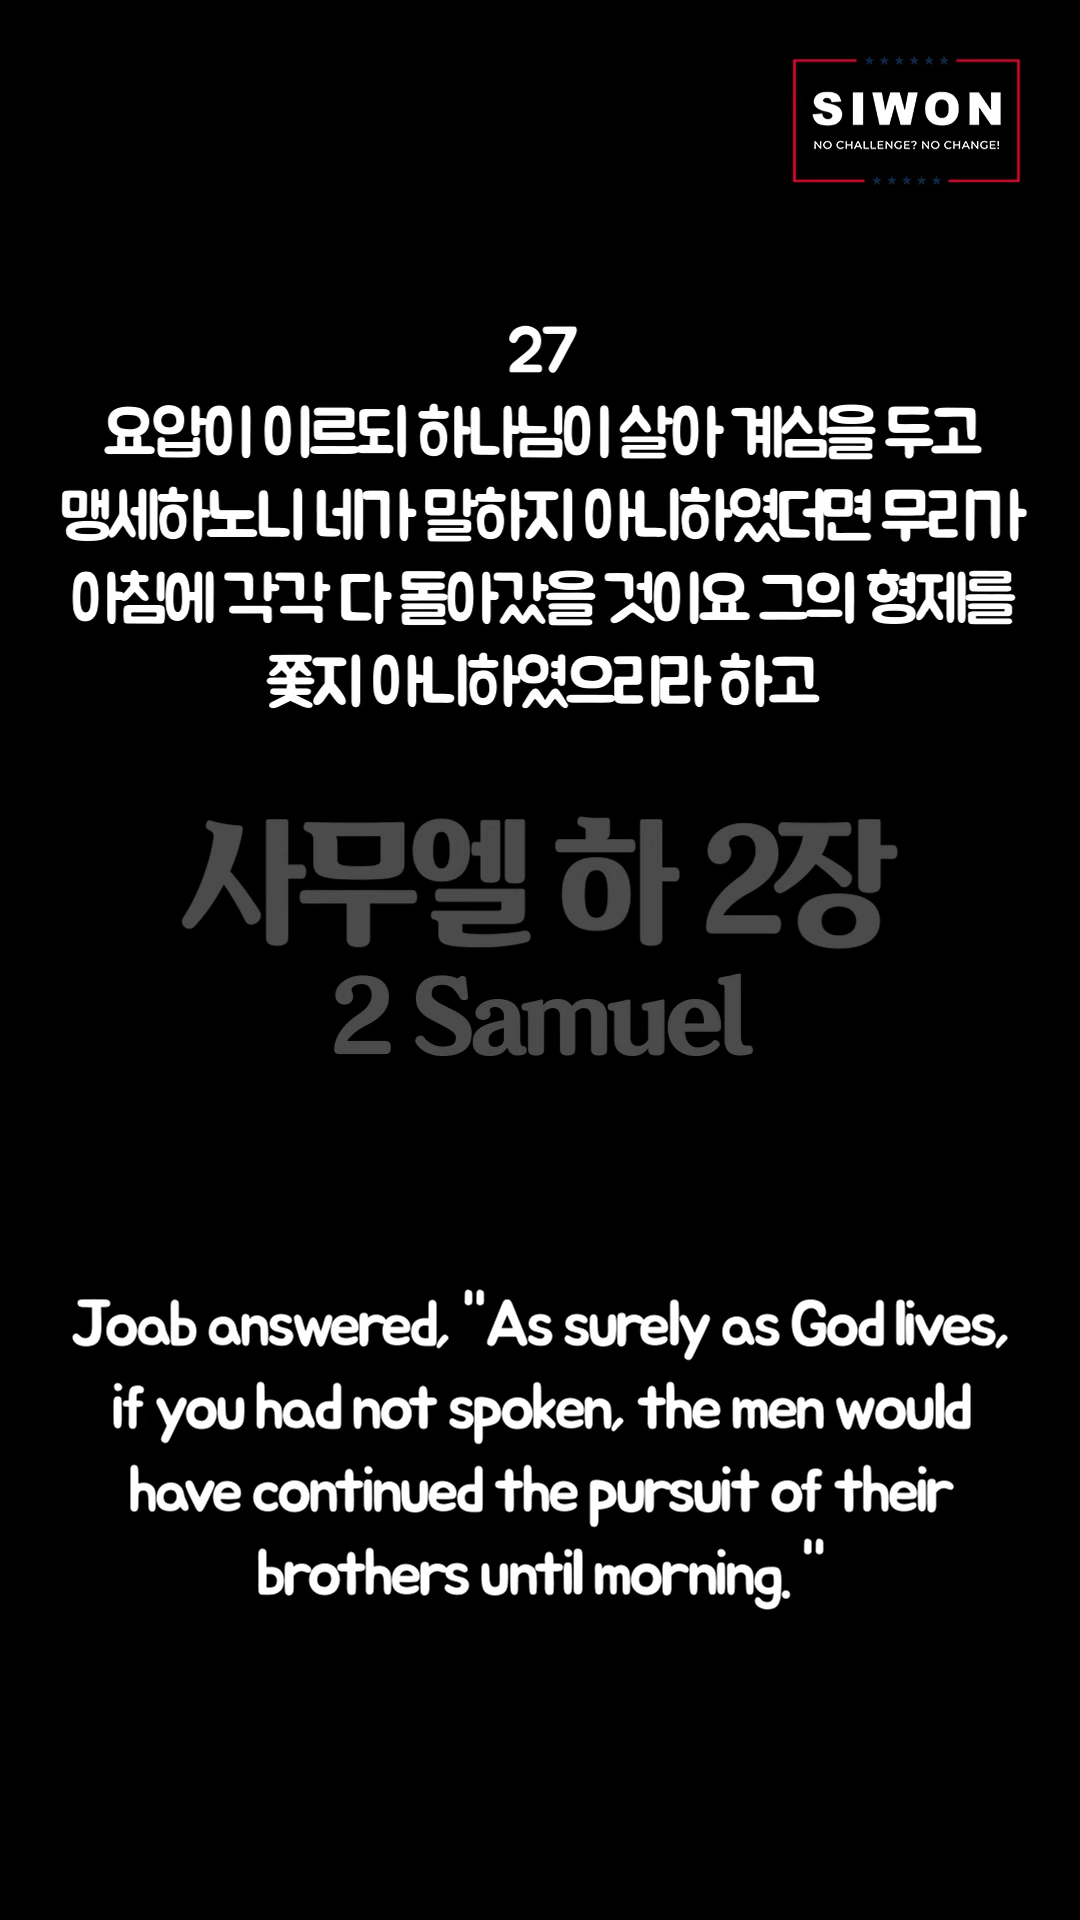 SIWON
NO CHALLENGE? NO CHANGE!
27
요압이 이르되 하나님이 살아 계심을 두고
맹세하노니 네가 말하지 아니하였더면 무리가
아침에 각각 다 돌아갔을 것이요 그의 형제를
쫓지 아니하였으리라 하고
사무엘 하 2장
2 Samuel
Joab answered, "As surely as God lives,
if you had not spoken, the men would
have continued the pursuit of their
brothers until morning."